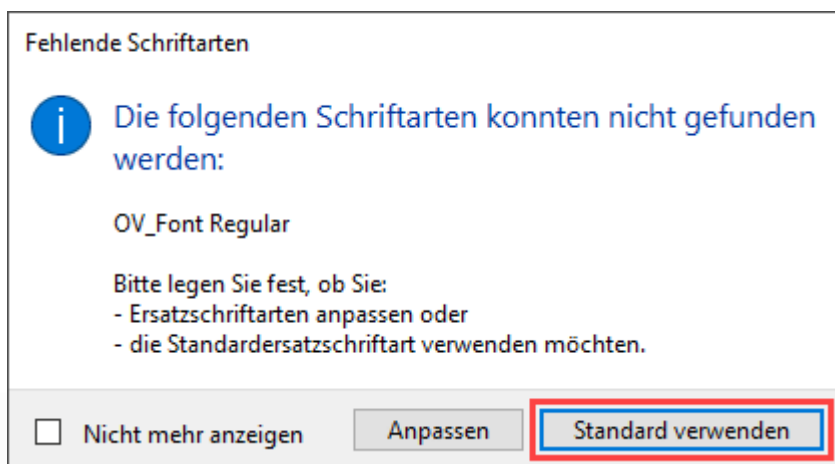 Fehlende Schriftarten
Die folgenden Schriftarten konnten nicht gefunden
werden:
OV_Font Regular
Bitte legen Sie fest, ob Sie:
- Ersatzschriftarten anpassen oder
- die Standardersatzschriftart verwenden möchten.
Nicht mehr anzeigen Anpassen Standard verwenden